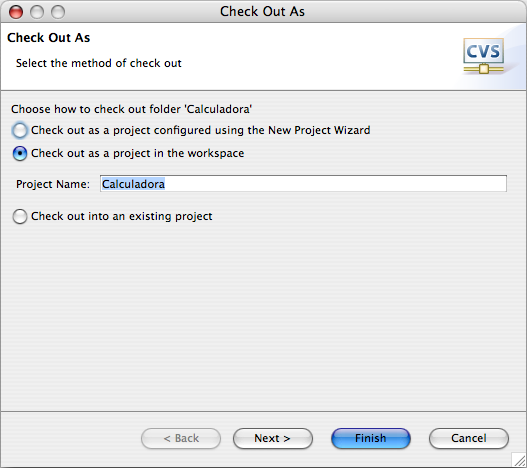 Check Out As
Check Out As
Select the method of check out
CVS
Choose how to check out folder 'Calculadora'
Check out as a project configured using the New Project Wizard
Check out as a project in the workspace
Project Name: Calculadora
Check out into an existing project
< Back Next > Finish Cancel